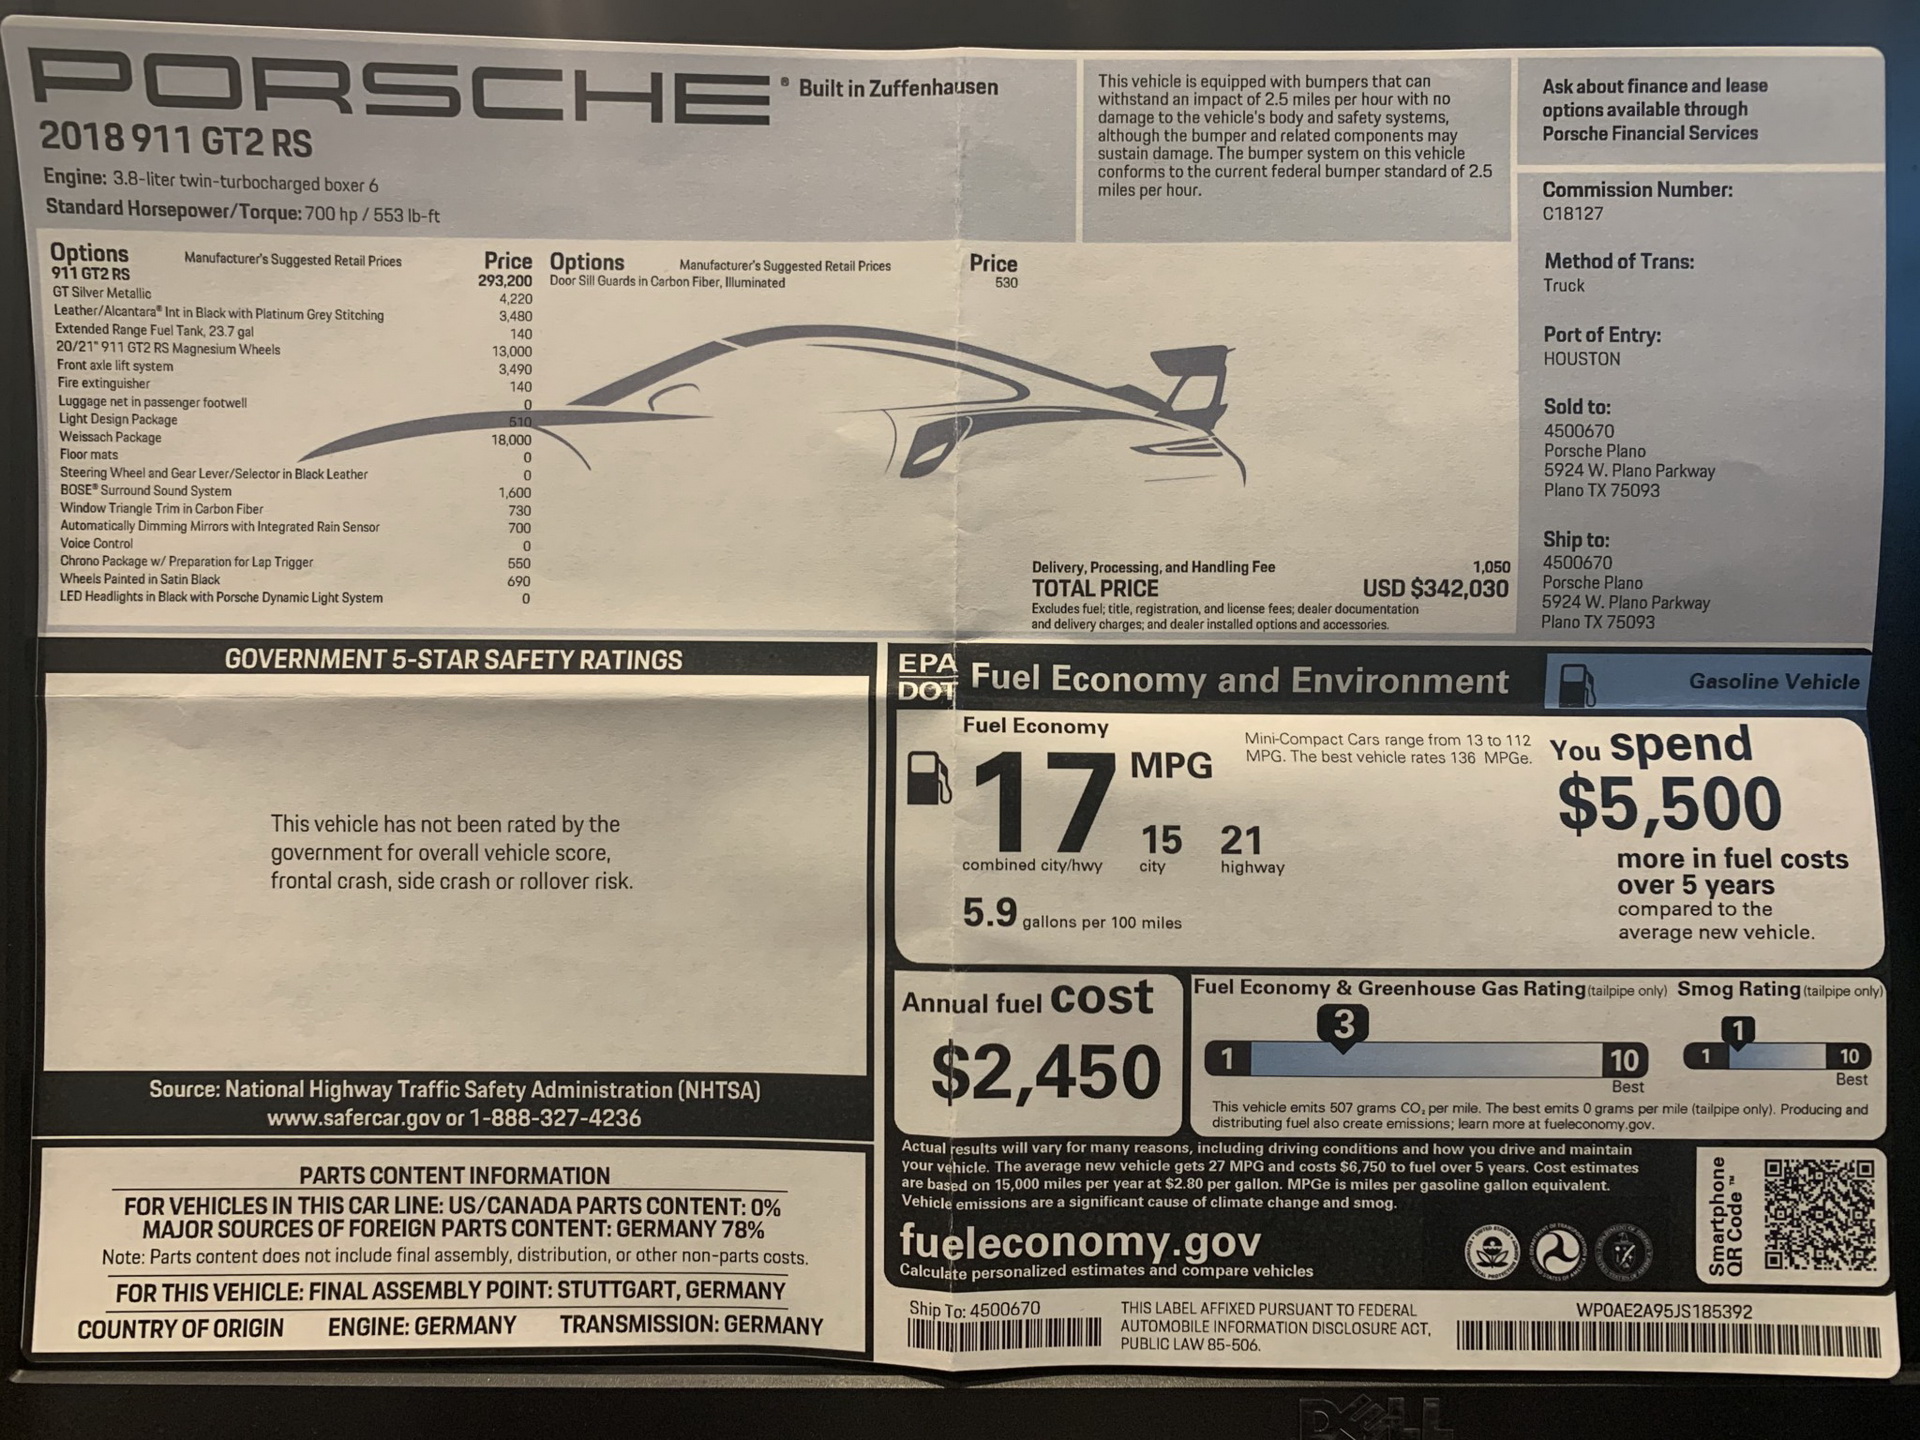 PORSCHE® Built in Zuffenhausen
2018 911 GT2 RS
Engine: 3.8-liter twin-turbocharged boxer 6
Standard Horsepower/Torque: 700 hp / 553 lb-ft
This vehicle is equipped with bumpers that can
withstand an impact of 2.5 miles per hour with no
damage to the vehicle's body and safety systems,
although the bumper and related components may
sustain damage. The bumper system on this vehicle
conforms to the current federal bumper standard of 2.5
miles per hour.
Ask about finance and lease
options available through
Porsche Financial Services
Commission Number:
C18127
Method of Trans:
Truck
Port of Entry:
HOUSTON
Sold to:
4500670
Porsche Plano
5924 W. Plano Parkway
Plano TX 75093
Ship to:
4500670
Porsche Plano
5924 W. Plano Parkway
Plano TX 75093
Options Manufacturer's Suggested Retail Prices Price
911 GT2 RS 293,200
GT Silver Metallic 4,220
Leather/Alcantara® Int in Black with Platinum Grey Stitching 3,480
Extended Range Fuel Tank, 23.7 gal 140
20/21" 911 GT2 RS Magnesium Wheels 13,000
Front axle lift system 3,490
Fire extinguisher 140
Luggage net in passenger footwell 0
Light Design Package 510
Weissach Package 18,000
Floor mats 0
Steering Wheel and Gear Lever/Selector in Black Leather 0
BOSE® Surround Sound System 1,600
Window Triangle Trim in Carbon Fiber 730
Automatically Dimming Mirrors with Integrated Rain Sensor 700
Voice Control 0
Chrono Package w/ Preparation for Lap Trigger 550
Wheels Painted in Satin Black 690
LED Headlights in Black with Porsche Dynamic Light System 0
Options Manufacturer's Suggested Retail Prices Price
Door Sill Guards in Carbon Fiber, Illuminated 530
Delivery, Processing, and Handling Fee 1,050
TOTAL PRICE USD $342,030
Excludes fuel; title, registration, and license fees; dealer documentation
and delivery charges; and dealer installed options and accessories.
GOVERNMENT 5-STAR SAFETY RATINGS
This vehicle has not been rated by the
government for overall vehicle score,
frontal crash, side crash or rollover risk.
Source: National Highway Traffic Safety Administration (NHTSA)
www.safercar.gov or 1-888-327-4236
PARTS CONTENT INFORMATION
FOR VEHICLES IN THIS CAR LINE: US/CANADA PARTS CONTENT: 0%
MAJOR SOURCES OF FOREIGN PARTS CONTENT: GERMANY 78%
Note: Parts content does not include final assembly, distribution, or other non-parts costs.
FOR THIS VEHICLE: FINAL ASSEMBLY POINT: STUTTGART, GERMANY
COUNTRY OF ORIGIN ENGINE: GERMANY TRANSMISSION: GERMANY
EPA
DOT
Fuel Economy and Environment
Gasoline Vehicle
Fuel Economy
17 MPG
combined city/hwy
15
city
21
highway
5.9 gallons per 100 miles
Mini-Compact Cars range from 13 to 112
MPG. The best vehicle rates 136 MPGe.
You spend
$5,500
more in fuel costs
over 5 years
compared to the
average new vehicle.
Annual fuel cost
$2,450
Fuel Economy & Greenhouse Gas Rating (tailpipe only)
3
1 10
Best
Smog Rating (tailpipe only)
1
1 10
Best
This vehicle emits 507 grams CO2 per mile. The best emits 0 grams per mile (tailpipe only). Producing and
distributing fuel also create emissions; learn more at fueleconomy.gov.
Actual results will vary for many reasons, including driving conditions and how you drive and maintain
your vehicle. The average new vehicle gets 27 MPG and costs $6,750 to fuel over 5 years. Cost estimates
are based on 15,000 miles per year at $2.80 per gallon. MPGe is miles per gasoline gallon equivalent.
Vehicle emissions are a significant cause of climate change and smog.
fueleconomy.gov
Calculate personalized estimates and compare vehicles
Smartphone
QR Code™
Ship To: 4500670
THIS LABEL AFFIXED PURSUANT TO FEDERAL
AUTOMOBILE INFORMATION DISCLOSURE ACT,
PUBLIC LAW 85-506.
WP0AE2A95JS185392
DELL